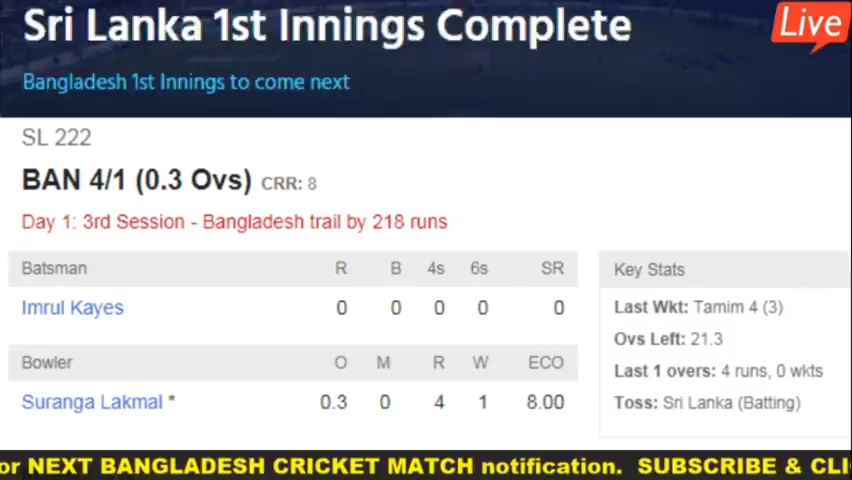 Sri Lanka 1st Innings Complete
Live
Bangladesh 1st Innings to come next
SL 222
BAN 4/1 (0.3 Ovs) CRR: 8
Day 1: 3rd Session - Bangladesh trail by 218 runs
Batsman R B 4s 6s SR
Imrul Kayes 0 0 0 0 0
Bowler O M R W ECO
Suranga Lakmal * 0.3 0 4 1 8.00
Key Stats
Last Wkt: Tamim 4 (3)
Ovs Left: 21.3
Last 1 overs: 4 runs, 0 wkts
Toss: Sri Lanka (Batting)
or NEXT BANGLADESH CRICKET MATCH notification. SUBSCRIBE & CLI